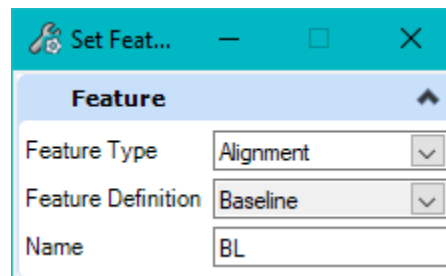 Set Feat...
Feature
Feature Type Alignment
Feature Definition Baseline
Name BL